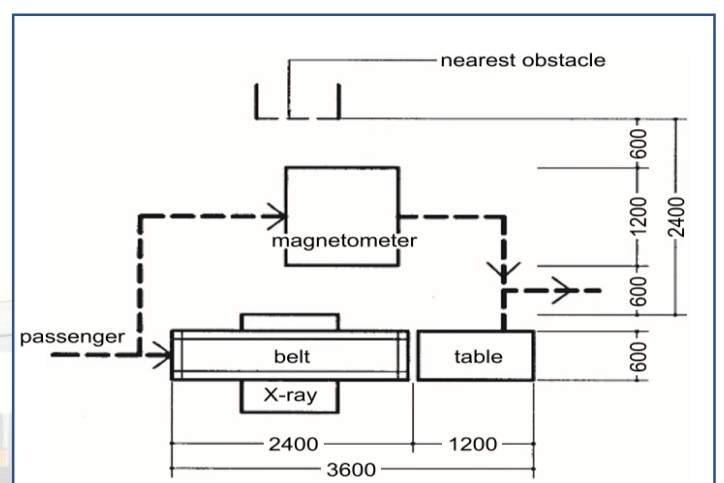 nearest obstacle
600
1200
2400
magnetometer
600
passenger
belt
table
600
X-ray
2400
1200
3600